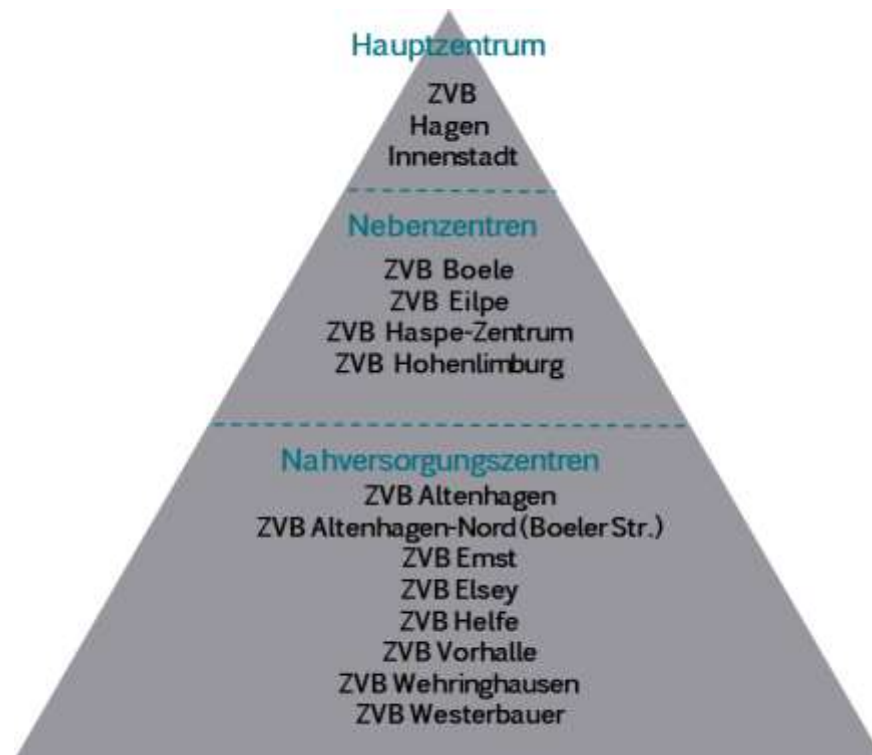 Hauptzentrum
ZVB
Hagen
Innenstadt
Nebenzentren
ZVB Boele
ZVB Eilpe
ZVB Haspe-Zentrum
ZVB Hohenlimburg
Nahversorgungszentren
ZVB Altenhagen
ZVB Altenhagen-Nord (Boeler Str.)
ZVB Emst
ZVB Elsey
ZVB Helfe
ZVB Vorhalle
ZVB Wehringhausen
ZVB Westerbauer